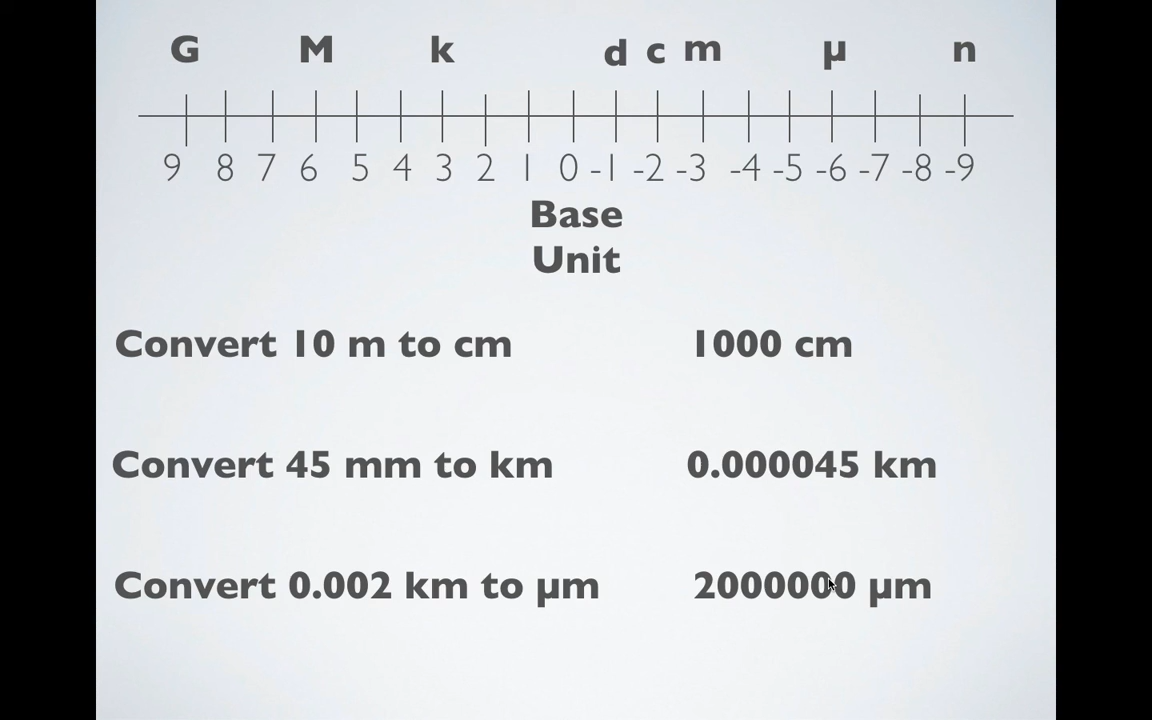 G M k d c m µ n
9 8 7 6 5 4 3 2 1 0 -1 -2 -3 -4 -5 -6 -7 -8 -9
Base
Unit
Convert 10 m to cm 1000 cm
Convert 45 mm to km 0.000045 km
Convert 0.002 km to µm 2000000 µm